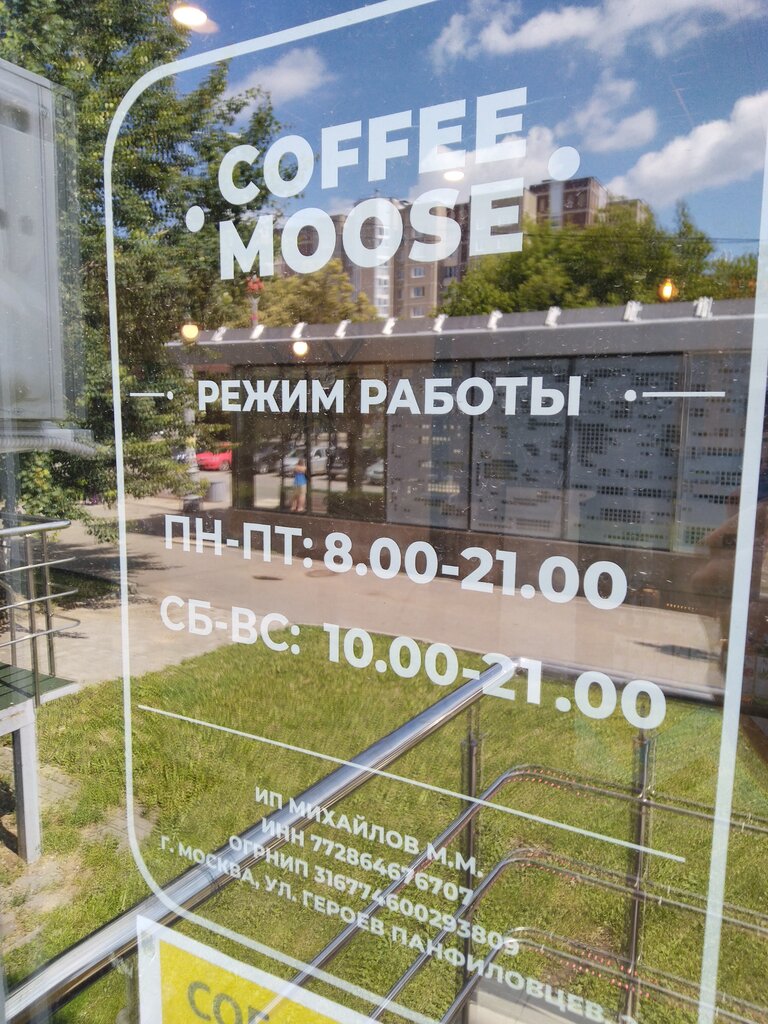 COFFEE
MOOSE
РЕЖИМ РАБОТЫ
ПН-ПТ: 8.00-21.00
СБ-ВС: 10.00-21.00
ИП МИХАЙЛОВ М.М.
ИНН 772864676707
ОГРНИП 316774600293809
Г. МОСКВА, УЛ. ГЕРОЕВ ПАНФИЛОВЦЕВ,